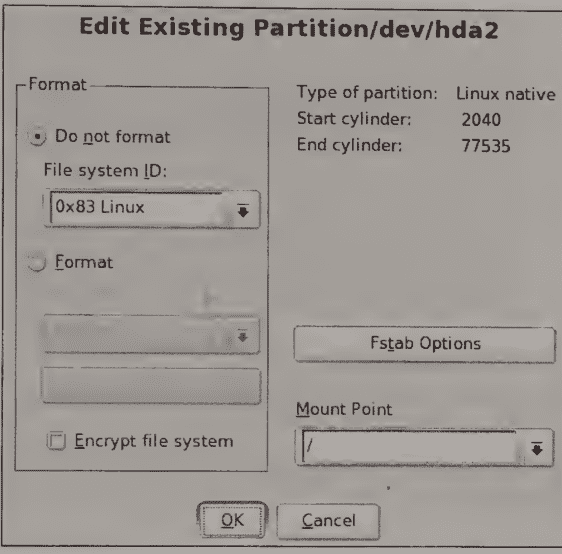 Edit Existing Partition/dev/hda2
Format
Do not format
File system ID:
0x83 Linux
Format
Encrypt file system
Type of partition: Linux native
Start cylinder: 2040
End cylinder: 77535
Fstab Options
Mount Point
/
OK
Cancel